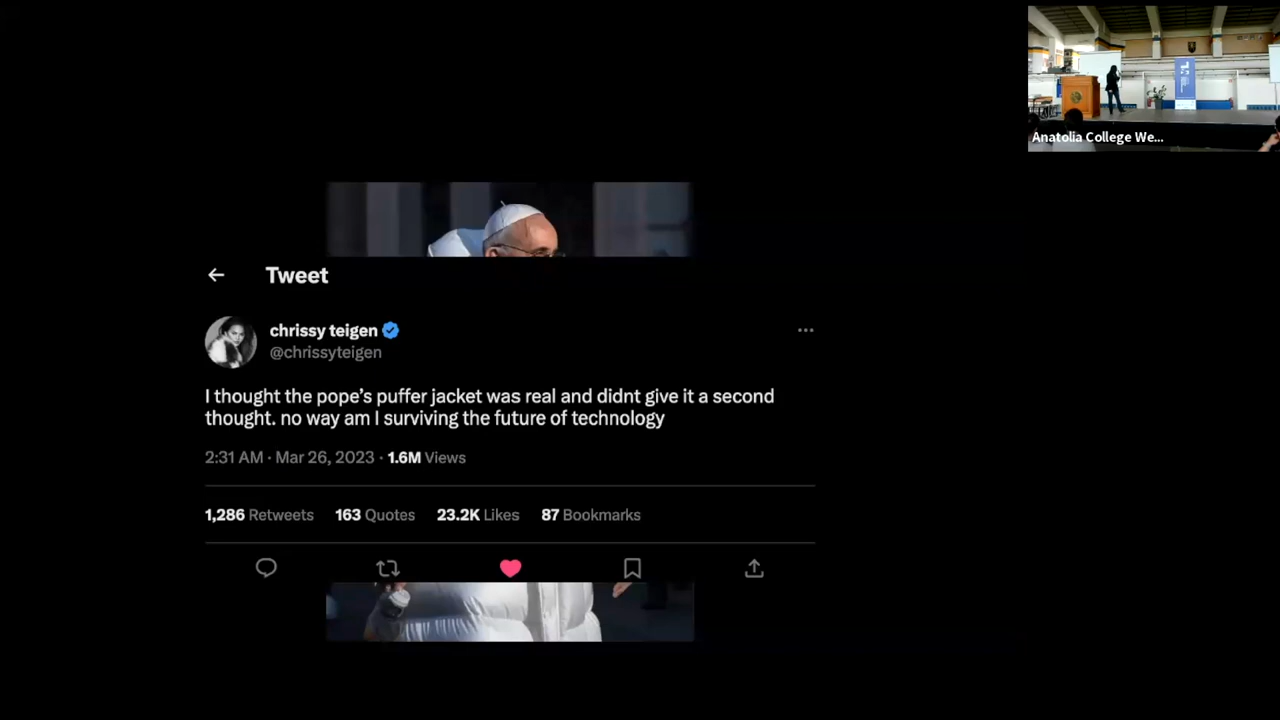 Anatolia College We...
Tweet
chrissy teigen
@chrissyteigen
I thought the pope's puffer jacket was real and didnt give it a second
thought. no way am I surviving the future of technology
2:31 AM · Mar 26, 2023 · 1.6M Views
1,286 Retweets 163 Quotes 23.2K Likes 87 Bookmarks